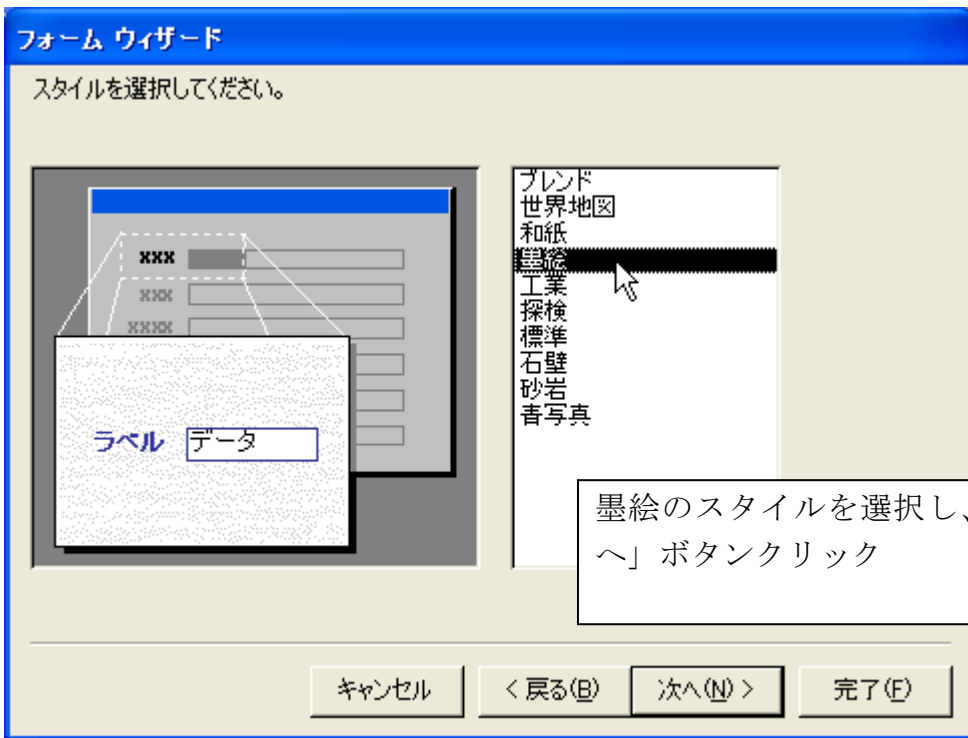 フォーム ウィザード
スタイルを選択してください。
xxx
xxx
xxxx
ラベル データ
ブレンド
世界地図
和紙
墨絵
工業
探検
標準
石壁
砂岩
青写真
墨絵のスタイルを選択し、
へ」ボタンクリック
キャンセル
< 戻る(B)
次へ(N) >
完了(F)